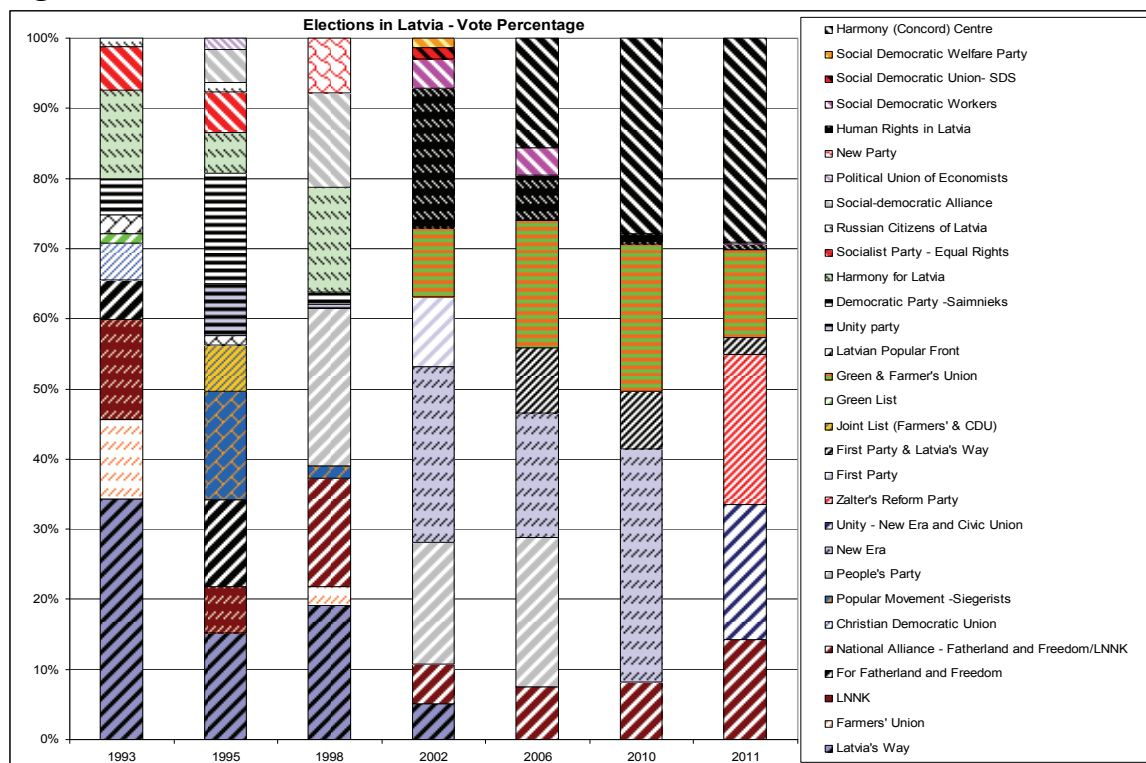 Elections in Latvia - Vote Percentage
100%
90%
80%
70%
60%
50%
40%
30%
20%
10%
0%
1993 1995 1998 2002 2006 2010 2011
Harmony (Concord) Centre
Social Democratic Welfare Party
Social Democratic Union- SDS
Social Democratic Workers
Human Rights in Latvia
New Party
Political Union of Economists
Social-democratic Alliance
Russian Citizens of Latvia
Socialist Party - Equal Rights
Harmony for Latvia
Democratic Party -Saimnieks
Unity party
Latvian Popular Front
Green & Farmer's Union
Green List
Joint List (Farmers' & CDU)
First Party & Latvia's Way
First Party
Zalter's Reform Party
Unity - New Era and Civic Union
New Era
People's Party
Popular Movement -Siegerists
Christian Democratic Union
National Alliance - Fatherland and Freedom/LNNK
For Fatherland and Freedom
LNNK
Farmers' Union
Latvia's Way